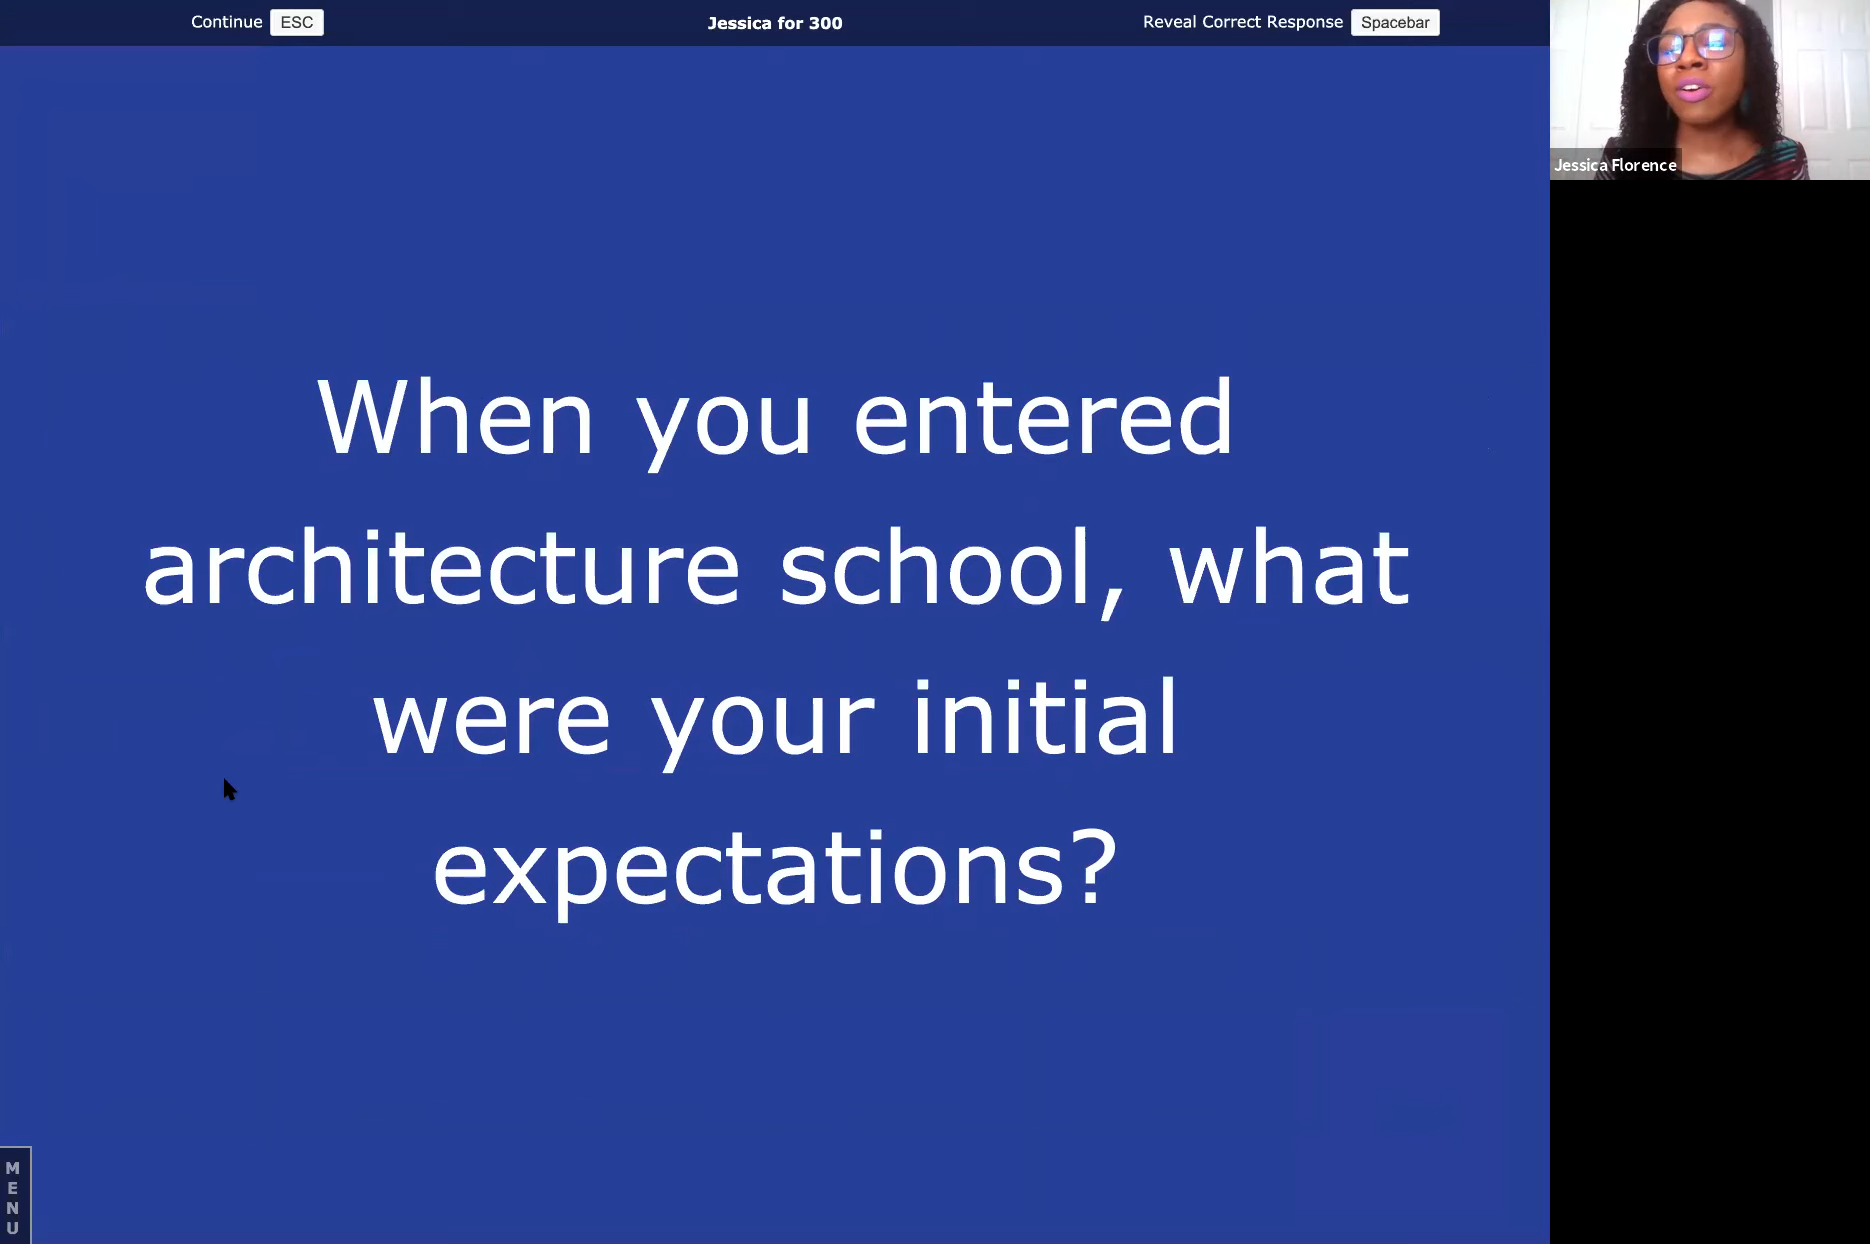 Continue ESC
Jessica for 300
Reveal Correct Response Spacebar
Jessica Florence
When you entered
architecture school, what
were your initial
expectations?
MENU